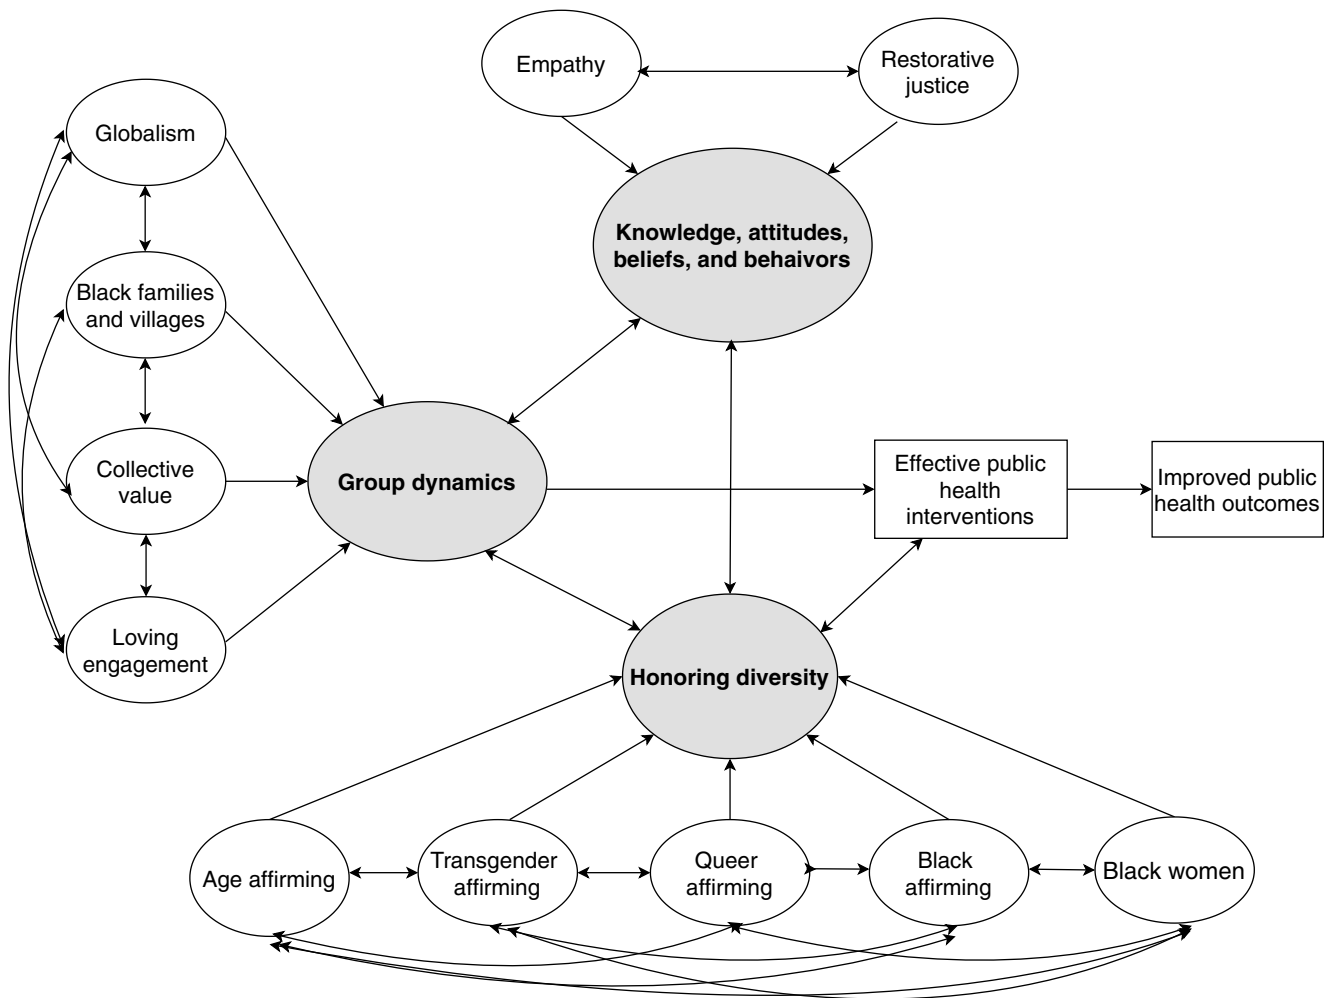 Empathy
Restorative
justice
Globalism
Knowledge, attitudes,
beliefs, and behaivors
Black families
and villages
Collective
value
Group dynamics
Effective public
health
interventions
Improved public
health outcomes
Loving
engagement
Honoring diversity
Age affirming
Transgender
affirming
Queer
affirming
Black
affirming
Black women